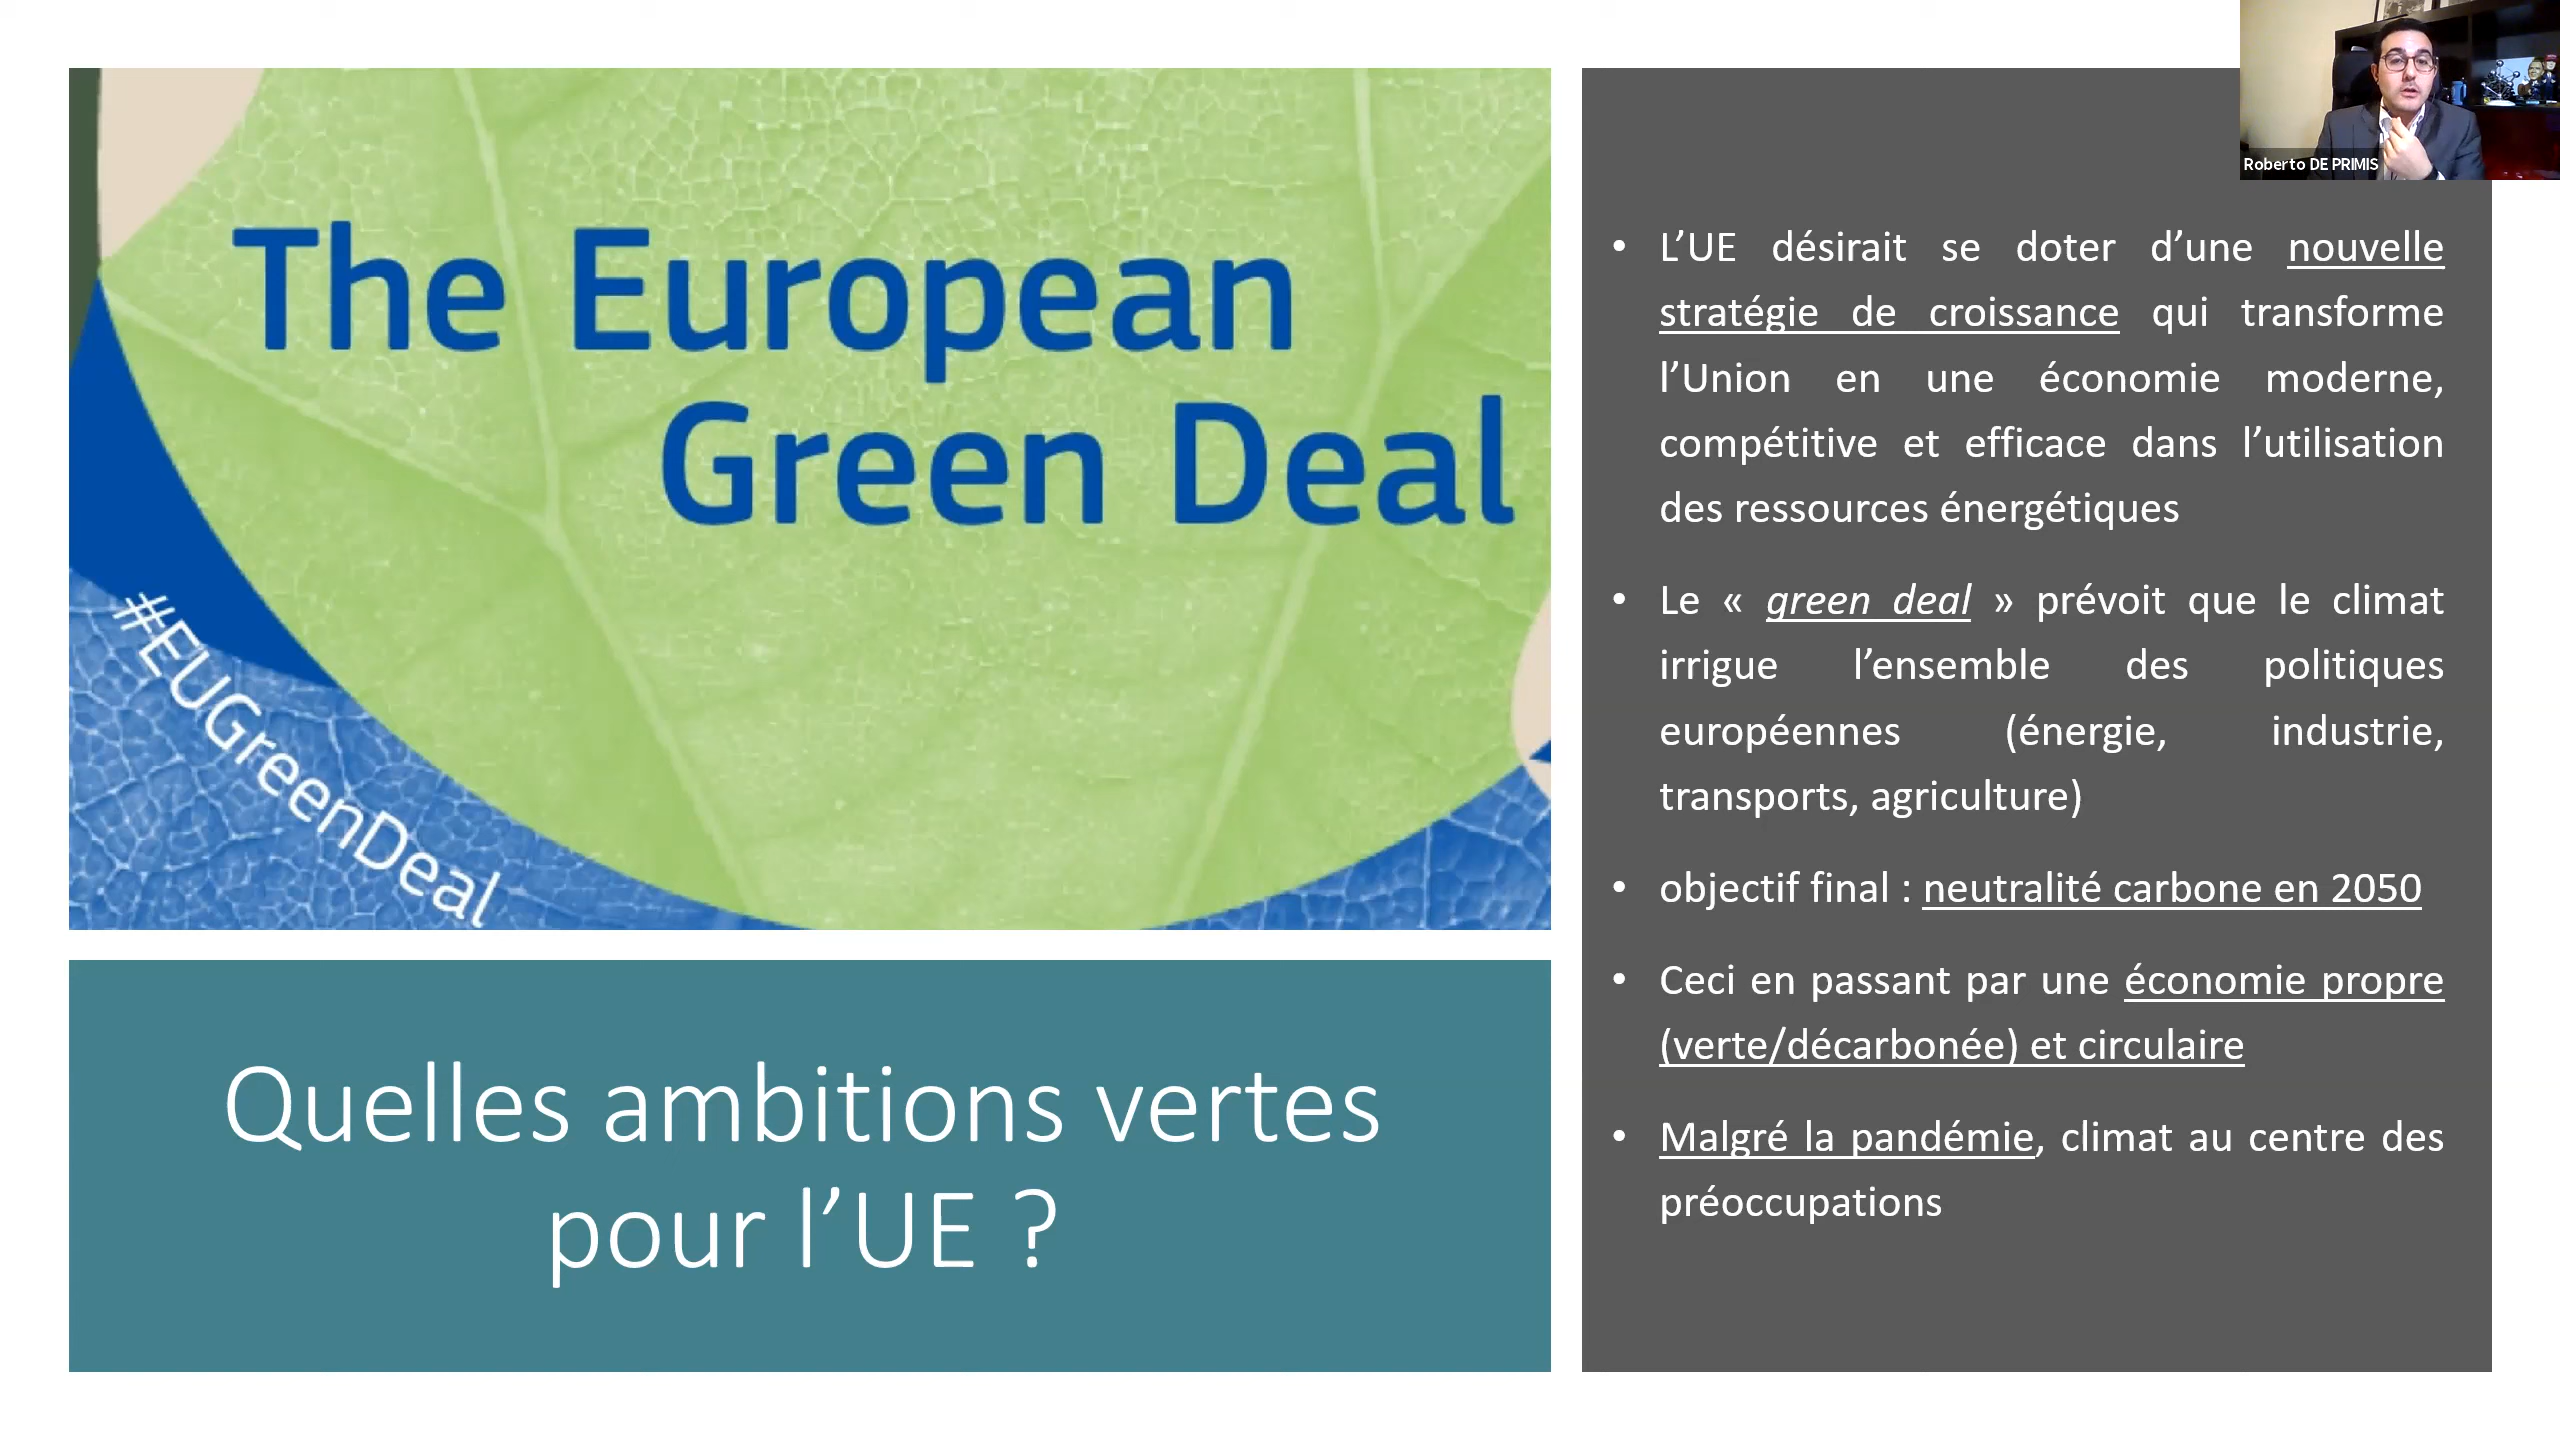 The European
Green Deal
#EUGreenDeal
Quelles ambitions vertes
pour l’UE ?
Roberto DE PRIMIS
• L’UE désirait se doter d’une nouvelle
stratégie de croissance qui transforme
l’Union en une économie moderne,
compétitive et efficace dans l’utilisation
des ressources énergétiques
• Le « green deal » prévoit que le climat
irrigue l’ensemble des politiques
européennes (énergie, industrie,
transports, agriculture)
• objectif final : neutralité carbone en 2050
• Ceci en passant par une économie propre
(verte/décarbonée) et circulaire
• Malgré la pandémie, climat au centre des
préoccupations